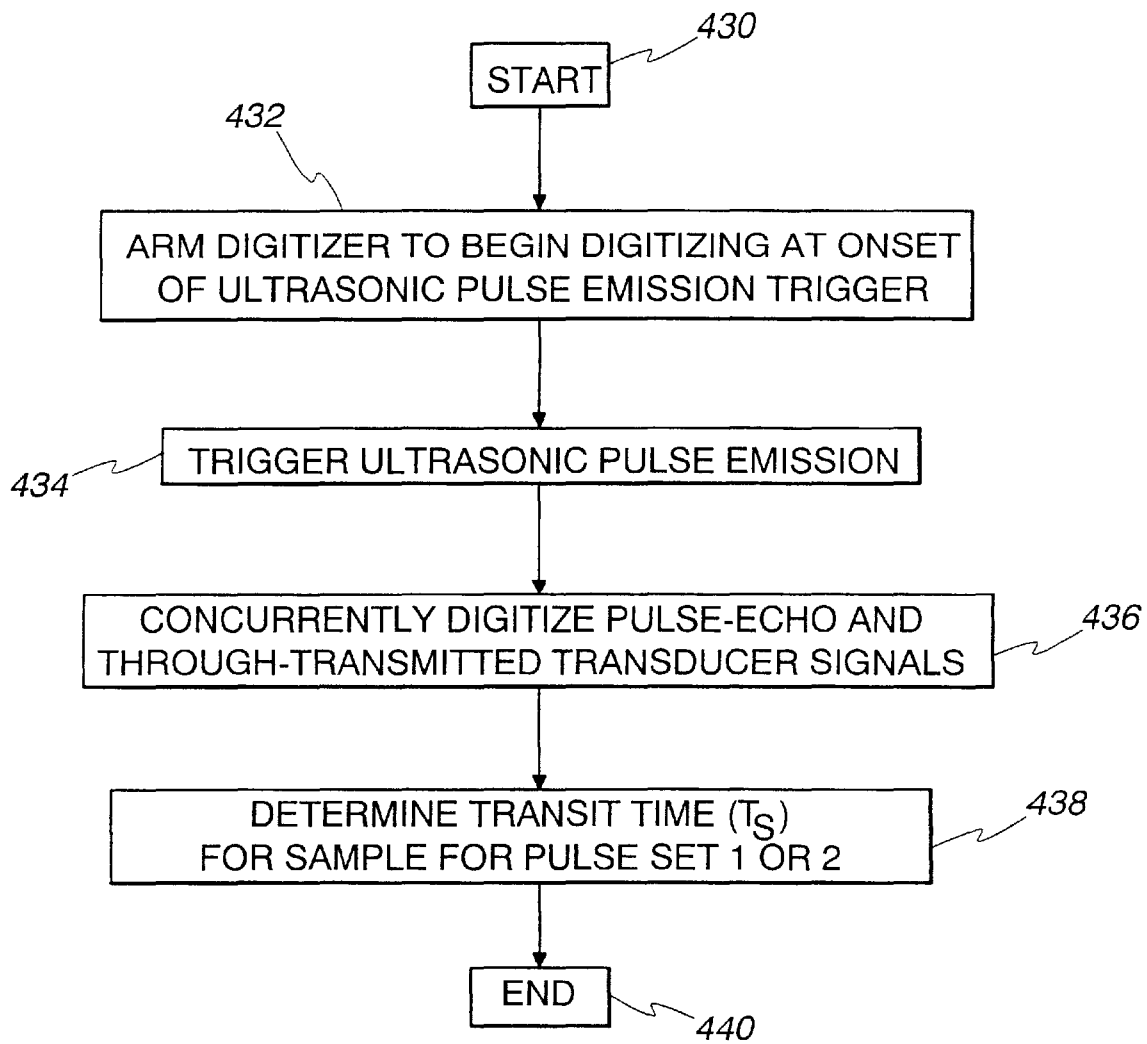 430
START
432
ARM DIGITIZER TO BEGIN DIGITIZING AT ONSET
OF ULTRASONIC PULSE EMISSION TRIGGER
TRIGGER ULTRASONIC PULSE EMISSION
434
CONCURRENTLY DIGITIZE PULSE-ECHO AND
THROUGH-TRANSMITTED TRANSDUCER SIGNALS
436
DETERMINE TRANSIT TIME (TS)
FOR SAMPLE FOR PULSE SET 1 OR 2
438
END
440